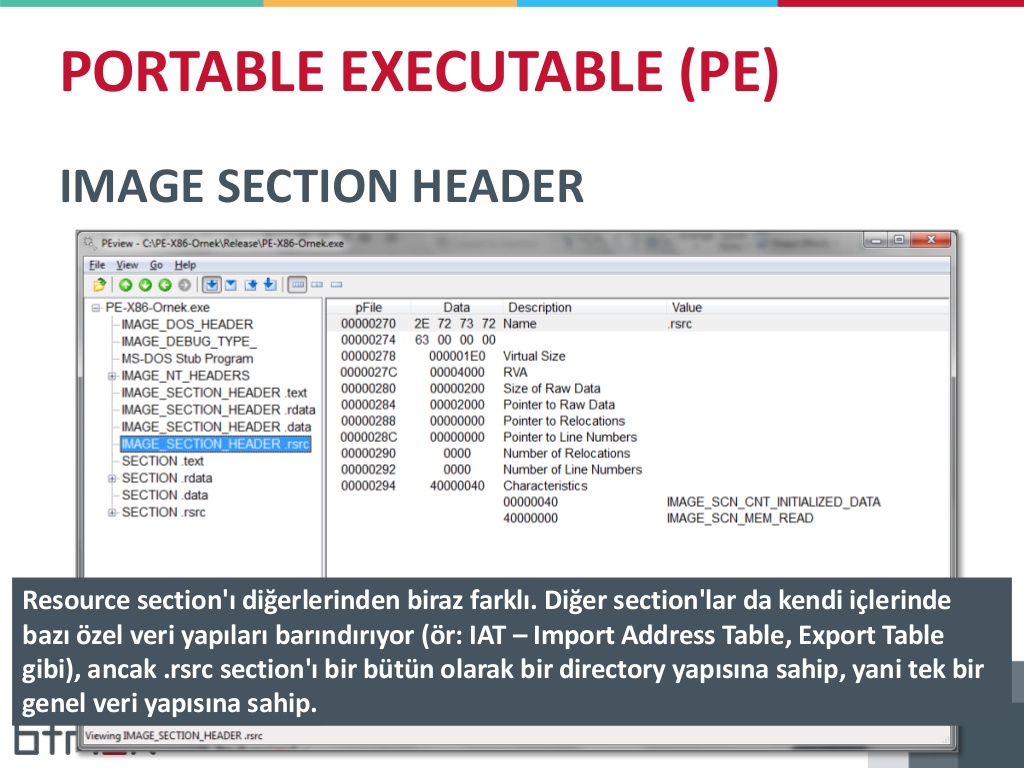 PORTABLE EXECUTABLE (PE)
IMAGE SECTION HEADER
PEview - C:\PE-X86-Ornek\Release\PE-X86-Ornek.exe
File View Go Help
PE-X86-Ornek.exe
IMAGE_DOS_HEADER
IMAGE_DEBUG_TYPE_
MS-DOS Stub Program
IMAGE_NT_HEADERS
IMAGE_SECTION_HEADER .text
IMAGE_SECTION_HEADER .rdata
IMAGE_SECTION_HEADER .data
IMAGE_SECTION_HEADER .rsrc
SECTION .text
SECTION .rdata
SECTION .data
SECTION .rsrc
pFile Data Description Value
00000270 2E 72 73 72 Name .rsrc
00000274 63 00 00 00
00000278 000001E0 Virtual Size
0000027C 00004000 RVA
00000280 00000200 Size of Raw Data
00000284 00002000 Pointer to Raw Data
00000288 00000000 Pointer to Relocations
0000028C 00000000 Pointer to Line Numbers
00000290 0000 Number of Relocations
00000292 0000 Number of Line Numbers
00000294 40000040 Characteristics
00000040 IMAGE_SCN_CNT_INITIALIZED_DATA
40000000 IMAGE_SCN_MEM_READ
Resource section'ı diğerlerinden biraz farklı. Diğer section'lar da kendi içlerinde
bazı özel veri yapıları barındırıyor (ör: IAT – Import Address Table, Export Table
gibi), ancak .rsrc section'ı bir bütün olarak bir directory yapısına sahip, yani tek bir
genel veri yapısına sahip.
Viewing IMAGE_SECTION_HEADER .rsrc